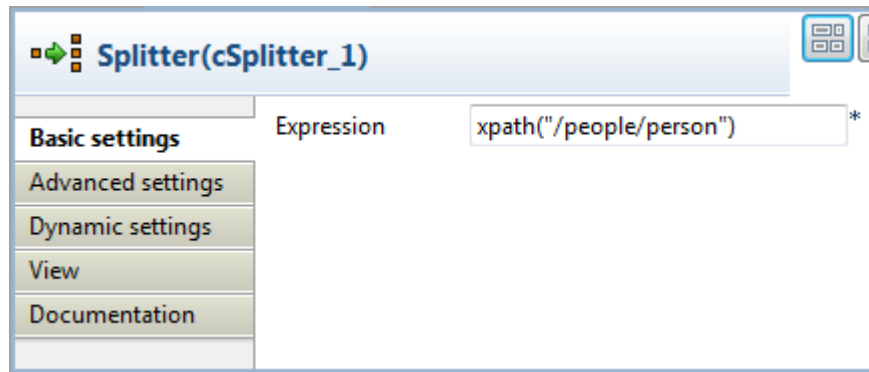 Splitter(cSplitter_1)
Basic settings
Expression xpath("/people/person") *
Advanced settings
Dynamic settings
View
Documentation